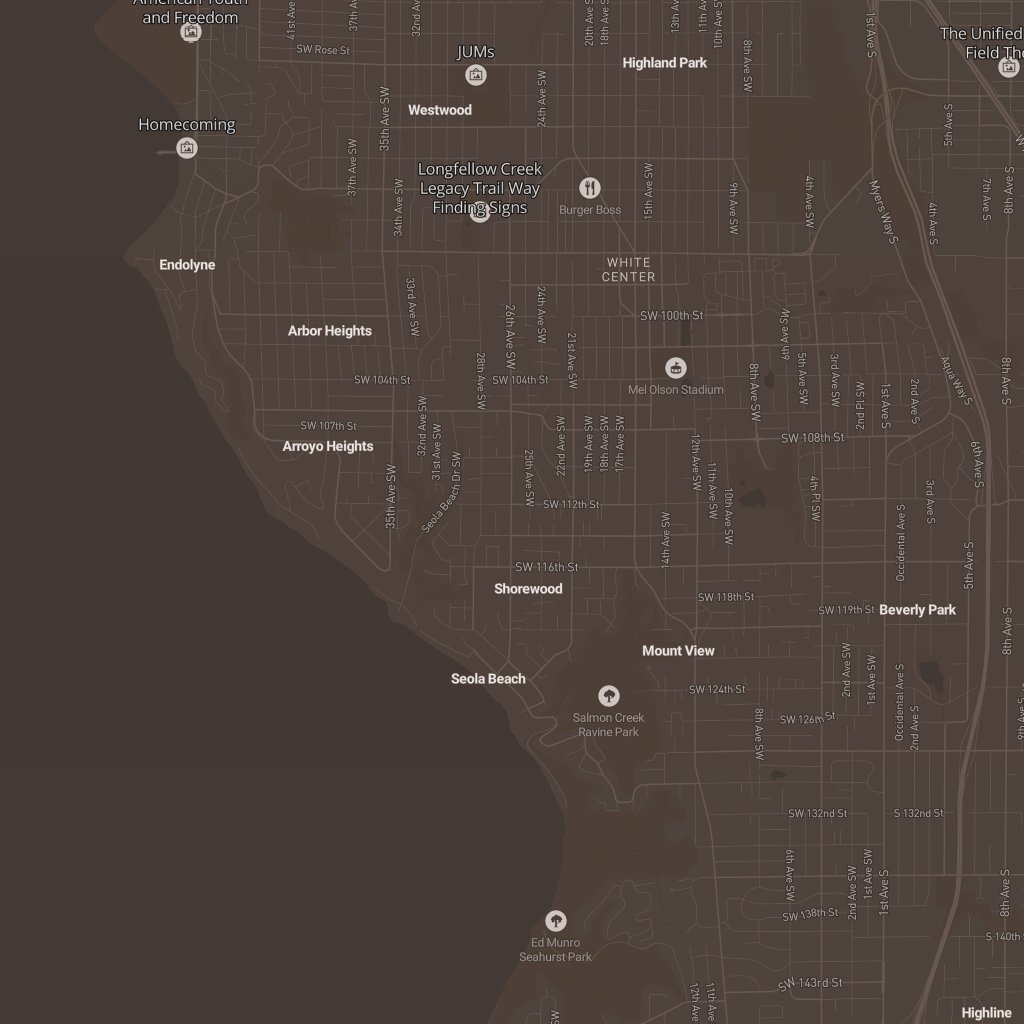 American Youth
and Freedom
41st Ave
37th Ave
32nd Av
20th Ave S
18th Ave S
13th Ave
11th Ave
10th Ave SW
1st Ave S
The Unified
Field The
SW Rose St
JUMs
Highland Park
8th Ave SW
Westwood
24th Ave SW
35th Ave SW
5th Ave S
Homecoming
37th Ave SW
Longfellow Creek
Legacy Trail Way
Finding Signs
34th Ave SW
Burger Boss
15th Ave SW
9th Ave SW
4th Ave SW
Myers Way S
4th Ave S
7th Ave S
8th Ave S
Endolyne
WHITE
CENTER
33rd Ave SW
24th Ave SW
26th Ave SW
21st Ave SW
Arbor Heights
SW 100th St
4th Ave SW
5th Ave SW
3rd Ave SW
SW 104th St
28th Ave SW
SW 104th St
Mel Olson Stadium
8th Ave SW
2nd Pl SW
1st Ave S
2nd Ave S
Aqua Way S
8th Ave S
SW 107th St
Arroyo Heights
32nd Ave SW
31st Ave SW
22nd Ave SW
19th Ave SW
18th Ave SW
17th Ave SW
SW 108th St
6th Ave S
35th Ave SW
Seola Beach Dr SW
25th Ave SW
12th Ave SW
11th Ave SW
10th Ave SW
4th Pl SW
3rd Ave S
SW 112th St
14th Ave SW
Occidental Ave S
5th Ave S
SW 116th St
Shorewood
SW 118th St
SW 119th St
Beverly Park
8th Ave S
Mount View
Seola Beach
SW 124th St
2nd Ave SW
1st Ave SW
Occidental Ave S
2nd Ave S
9th Ave S
Salmon Creek
Ravine Park
8th Ave SW
SW 126th St
SW 132nd St
S 132nd St
6th Ave SW
2nd Ave SW
1st Ave SW
1st Ave S
8th Ave S
SW 138th St
Ed Munro
Seahurst Park
S 140th
SW 143rd St
12th Ave
11th Ave
SW
Highline